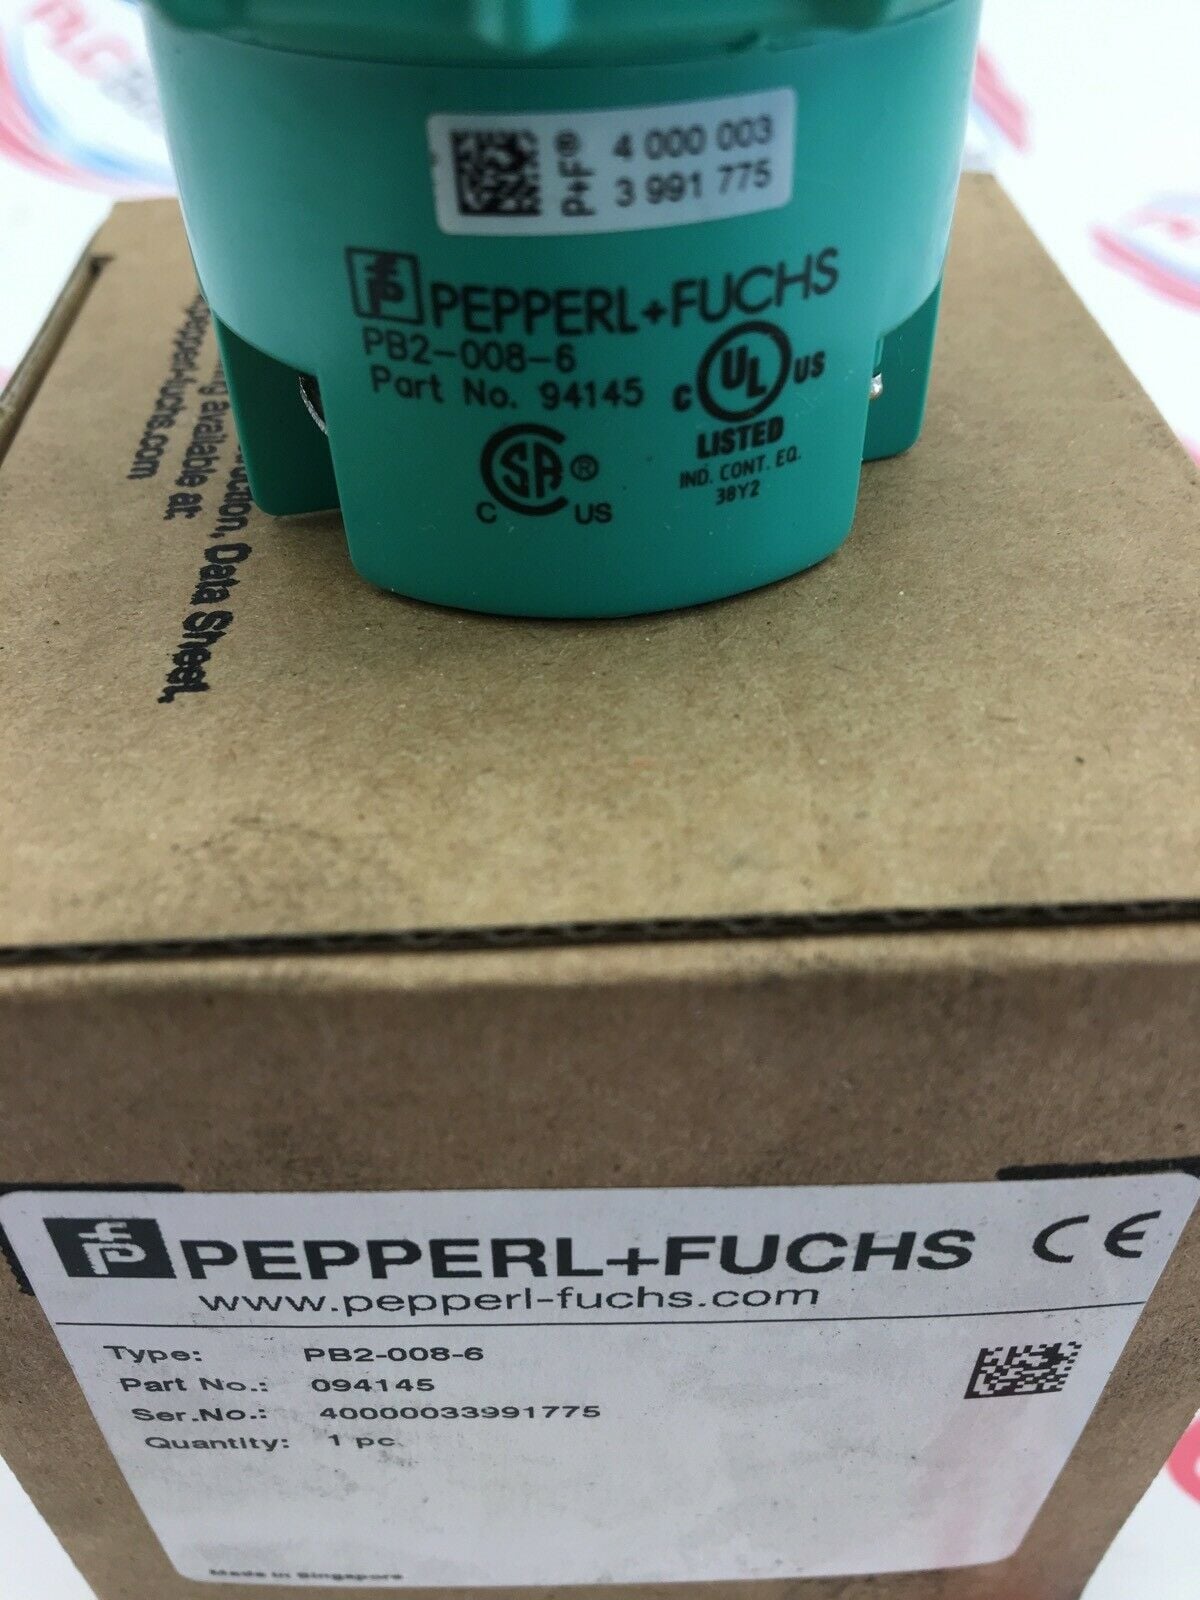 P+F® 4 000 003
3 991 775
PEPPERL+FUCHS
PB2-008-6
Part No. 94145
C UL US
LISTED
IND. CONT. EQ.
38Y2
CSA®
C US
available at:
pepperl-fuchs.com
Data Sheet,
PEPPERL+FUCHS CE
www.pepperl-fuchs.com
Type: PB2-008-6
Part No.: 094145
Ser.No.: 40000033991775
Quantity: 1 pc.
Made in Singapore